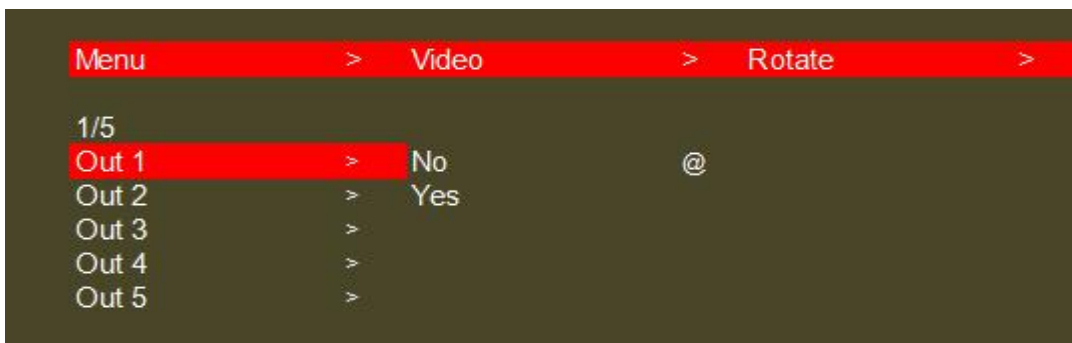 Menu > Video > Rotate >
1/5
Out 1 > No @
Out 2 > Yes
Out 3 >
Out 4 >
Out 5 >